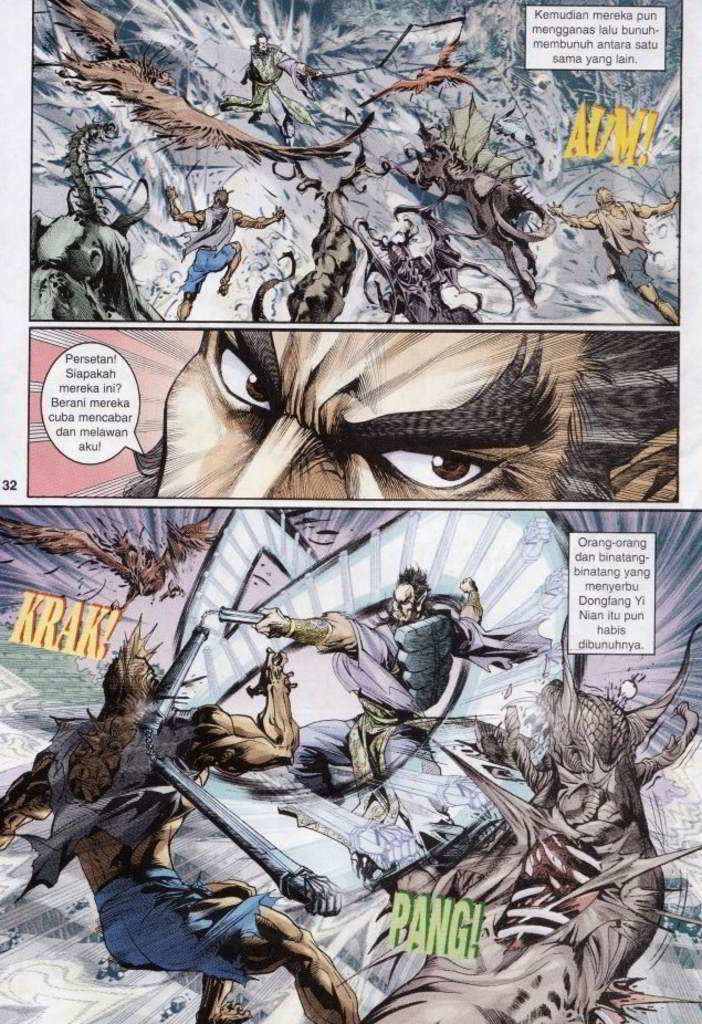 Kemudian mereka pun
mengganas lalu bunuh-
membunuh antara satu
sama yang lain.
AUM!
Persetan!
Siapakah
mereka ini?
Berani mereka
cuba mencabar
dan melawan
aku!
32
Orang-orang
dan binatang-
binatang yang
menyerbu
Dongfang Yi
Nian itu pun
habis
dibunuhnya.
KRAK!
PANG!